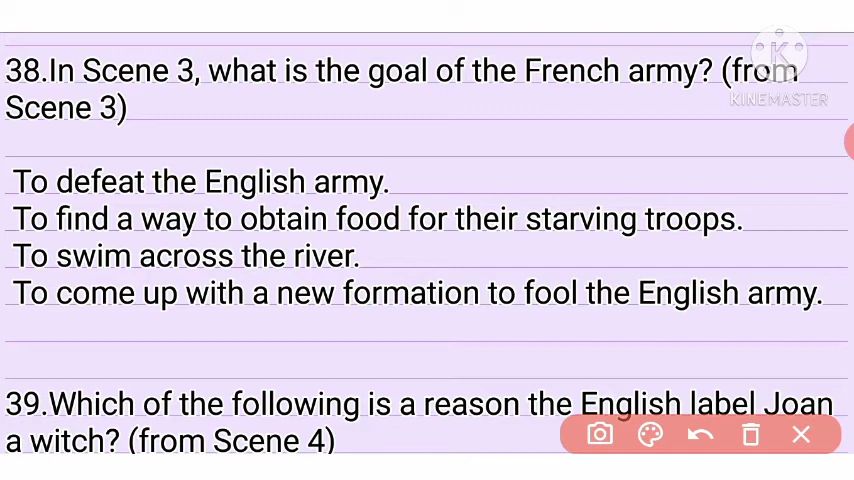 38.In Scene 3, what is the goal of the French army? (from
Scene 3)
KINEMASTER
To defeat the English army.
To find a way to obtain food for their starving troops.
To swim across the river.
To come up with a new formation to fool the English army.
39.Which of the following is a reason the English label Joan
a witch? (from Scene 4)